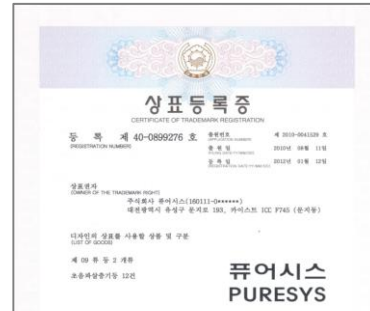 상표등록증
CERTIFICATE OF TRADEMARK REGISTRATION
등 록 제 40-0899276 호
(REGISTRATION NUMBER)
출원번호 제 2010-0041529 호
(APPLICATION NUMBER)
출 원 일 2010년 08월 11일
등 록 일 2012년 01월 12일
상표권자
(OWNER OF THE TRADEMARK RIGHT)
주식회사 퓨어시스(160111-0******)
대전광역시 유성구 문지로 193, 카이스트 ICC F745 (문지동)
상표를 사용할 상품 및 구분
(LIST OF GOODS)
제 09 류 등 2 개류
초음파살충기등 12건
퓨어시스
PURESYS